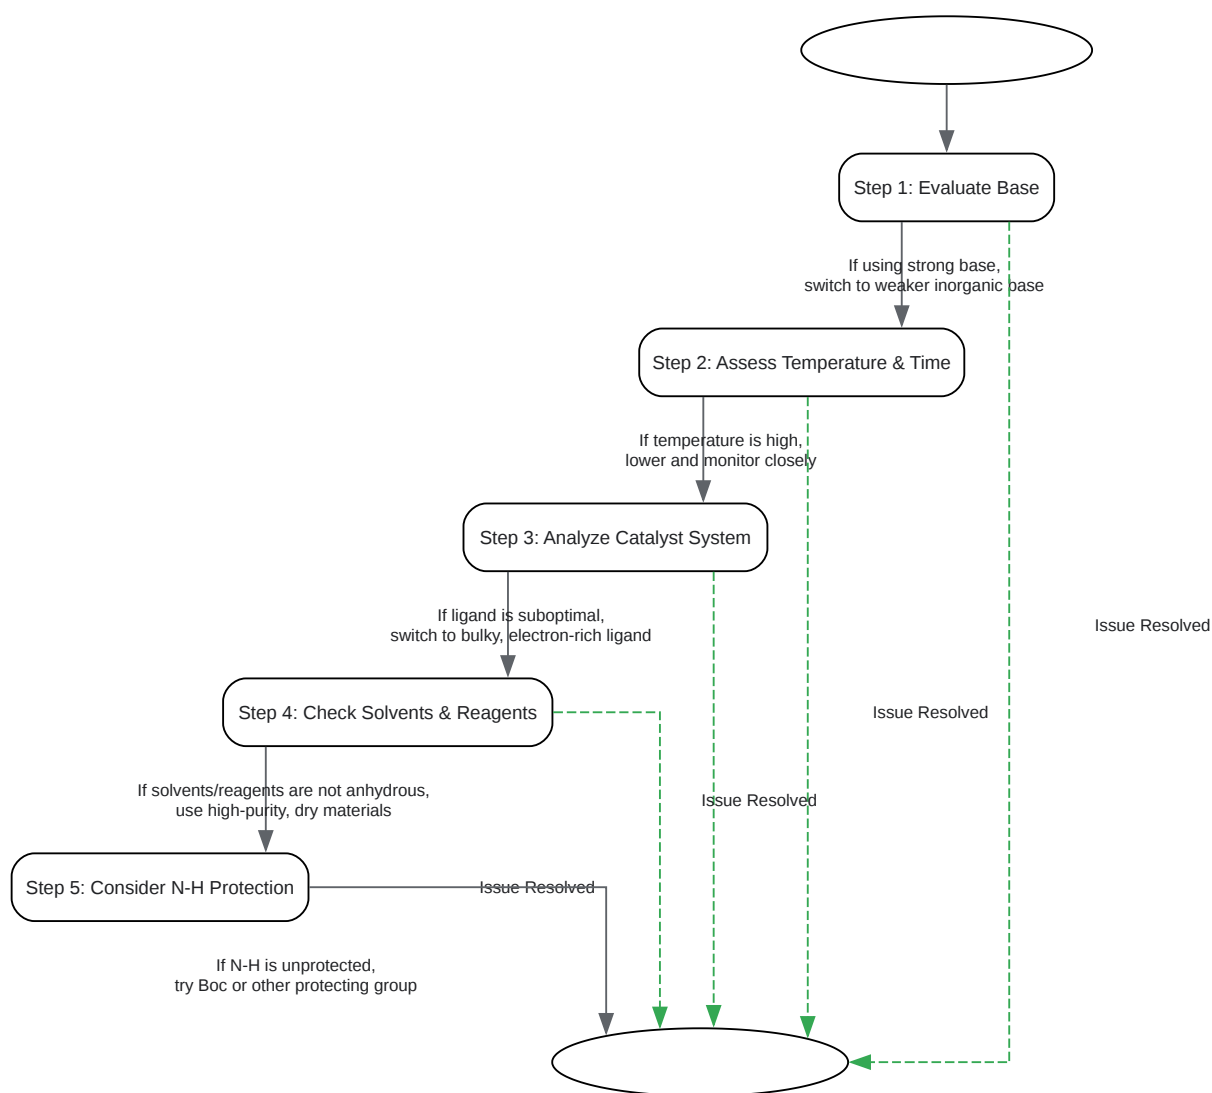 Step 1: Evaluate Base
If using strong base,
switch to weaker inorganic base
Step 2: Assess Temperature & Time
If temperature is high,
lower and monitor closely
Step 3: Analyze Catalyst System
If ligand is suboptimal,
switch to bulky, electron-rich ligand
Issue Resolved
Step 4: Check Solvents & Reagents
Issue Resolved
If solvents/reagents are not anhydrous,
use high-purity, dry materials
Issue Resolved
Step 5: Consider N-H Protection
Issue Resolved
If N-H is unprotected,
try Boc or other protecting group